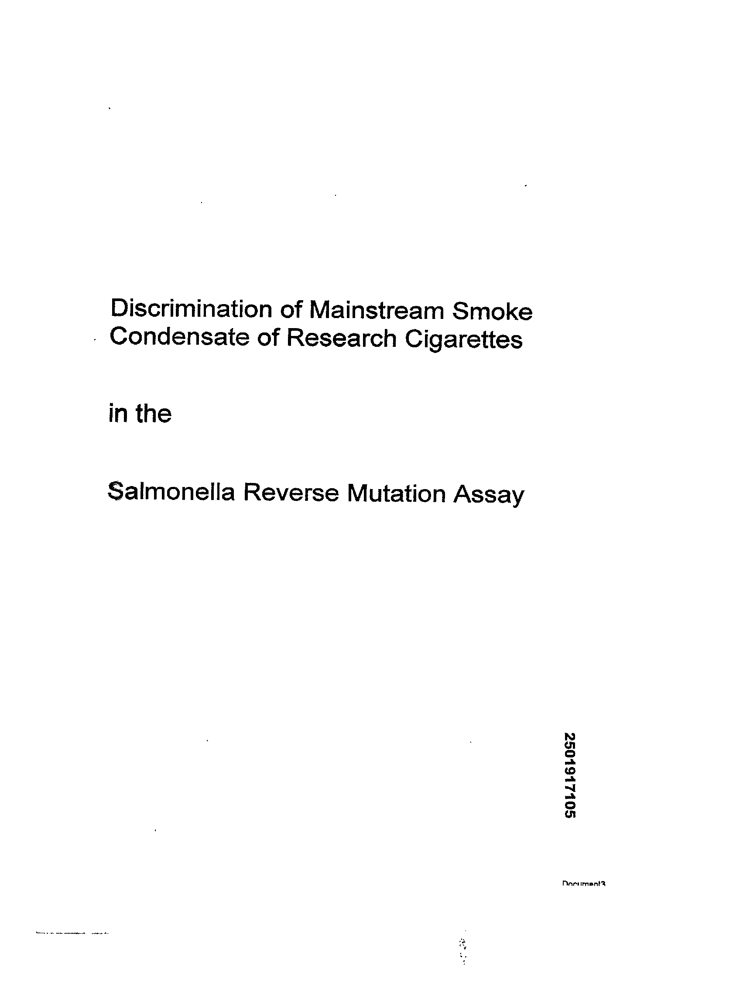 Discrimination of Mainstream Smoke
Condensate of Research Cigarettes
in the
Salmonella Reverse Mutation Assay
2501917105
Document3